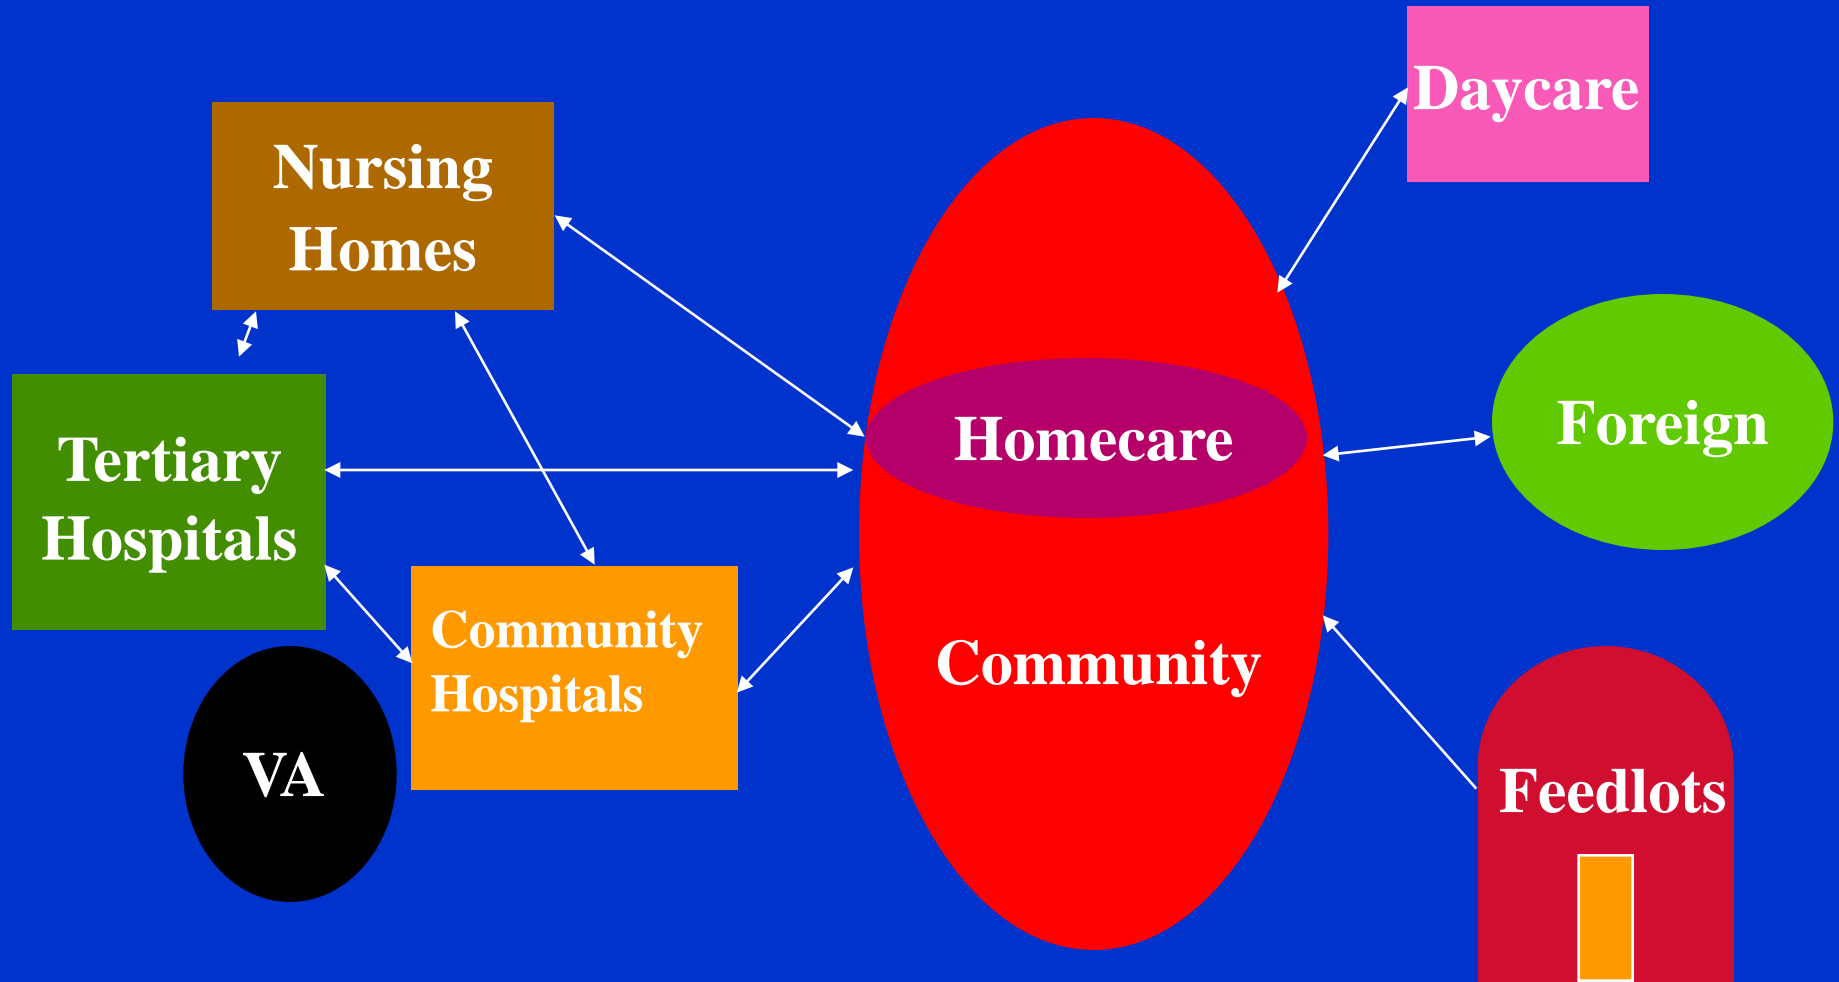 Daycare
Nursing
Homes
Foreign
Homecare
Tertiary
Hospitals
Community
Hospitals
Community
VA
Feedlots